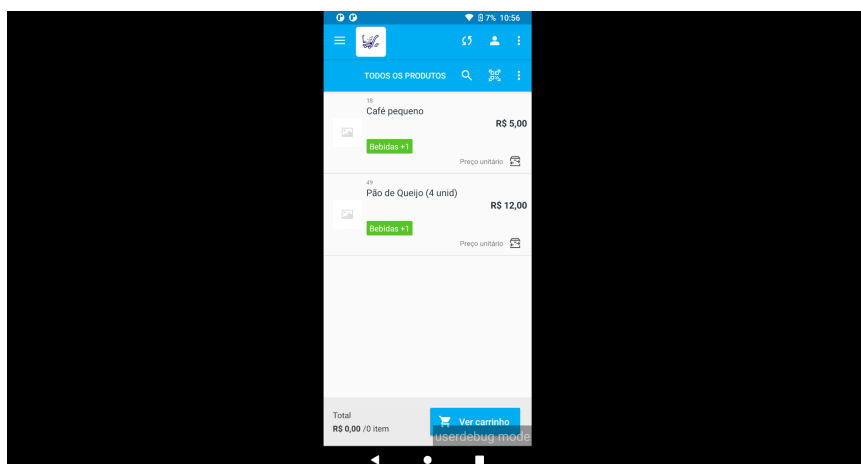 7% 10:56
TODOS OS PRODUTOS
18
Café pequeno
R$ 5,00
Bebidas +1
Preço unitário
49
Pão de Queijo (4 unid)
R$ 12,00
Bebidas +1
Preço unitário
Total
R$ 0,00 /0 item
Ver carrinho
userdebug mode